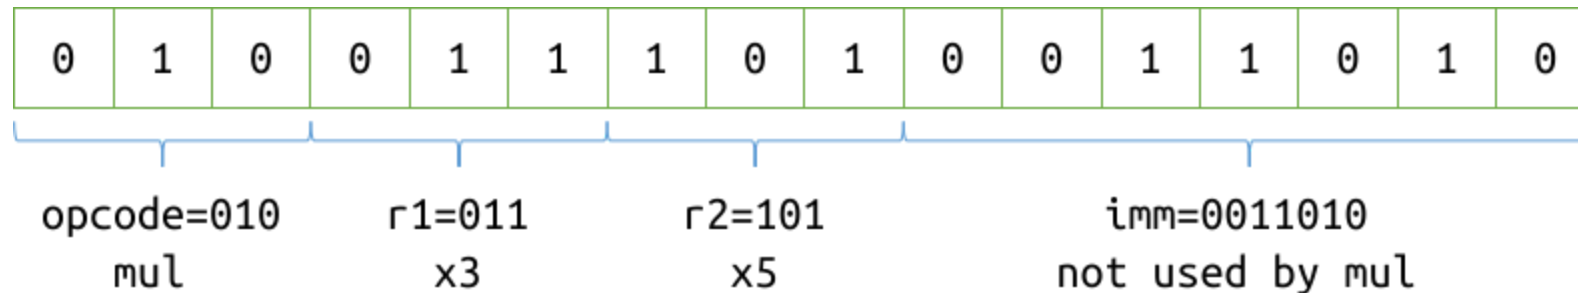 0 1 0 0 1 1 1 0 1 0 0 1 1 0 1 0
opcode=010 r1=011 r2=101 imm=0011010
mul x3 x5 not used by mul